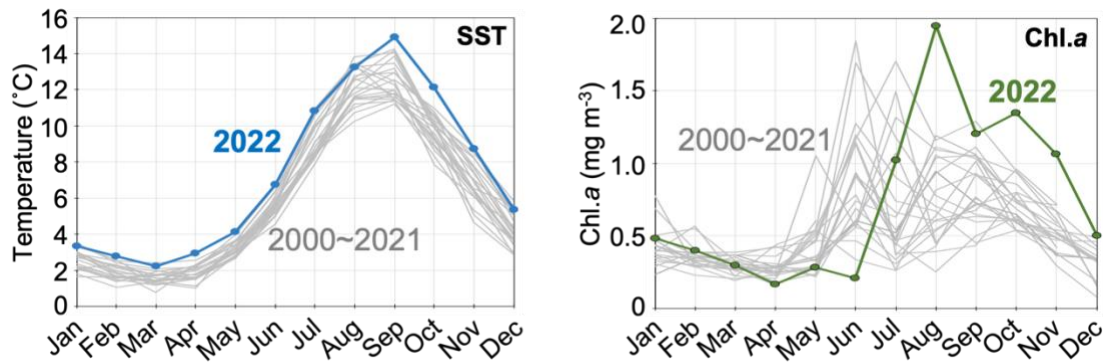 SST
Temperature (˚C)
16
14
12
10
8
6
4
2
0
2022
2000~2021
Jan
Feb
Mar
Apr
May
Jun
Jul
Aug
Sep
Oct
Nov
Dec
Chl.a
Chl.a (mg m-3)
2.0
1.5
1.0
0.5
0
2022
2000~2021
Jan
Feb
Mar
Apr
May
Jun
Jul
Aug
Sep
Oct
Nov
Dec